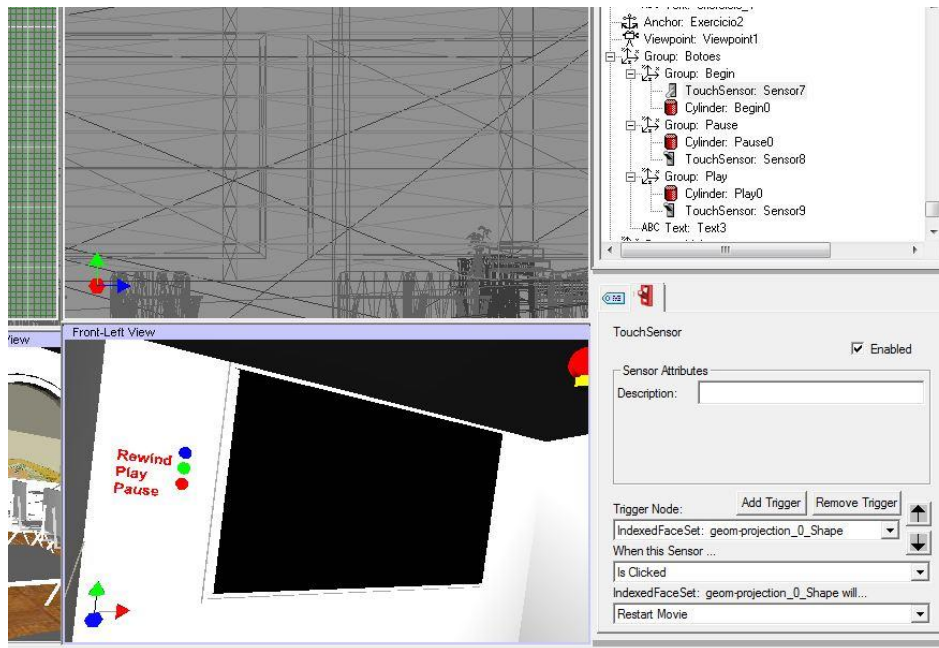 Anchor: Exercicio2
Viewpoint: Viewpoint1
Group: Botoes
Group: Begin
TouchSensor: Sensor7
Cylinder: Begin0
Group: Pause
Cylinder: Pause0
TouchSensor: Sensor8
Group: Play
Cylinder: Play0
TouchSensor: Sensor9
ABC Text: Text3
View
Front-Left View
Rewind
Play
Pause
TouchSensor
Enabled
Sensor Attributes
Description:
Trigger Node:
Add Trigger
Remove Trigger
IndexedFaceSet: geom-projection_0_Shape
When this Sensor ...
Is Clicked
IndexedFaceSet: geom-projection_0_Shape will...
Restart Movie